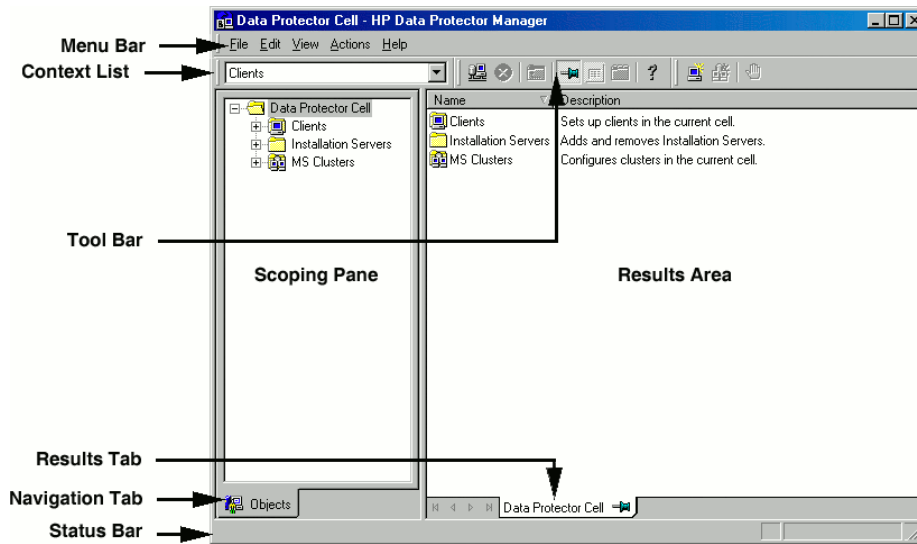 Data Protector Cell - HP Data Protector Manager
Menu Bar
File Edit View Actions Help
Context List
Clients
?
Name Description
Data Protector Cell
Clients
Installation Servers
MS Clusters
Clients Sets up clients in the current cell.
Installation Servers Adds and removes Installation Servers.
MS Clusters Configures clusters in the current cell.
Tool Bar
Scoping Pane
Results Area
Results Tab
Navigation Tab
Objects
Data Protector Cell
Status Bar